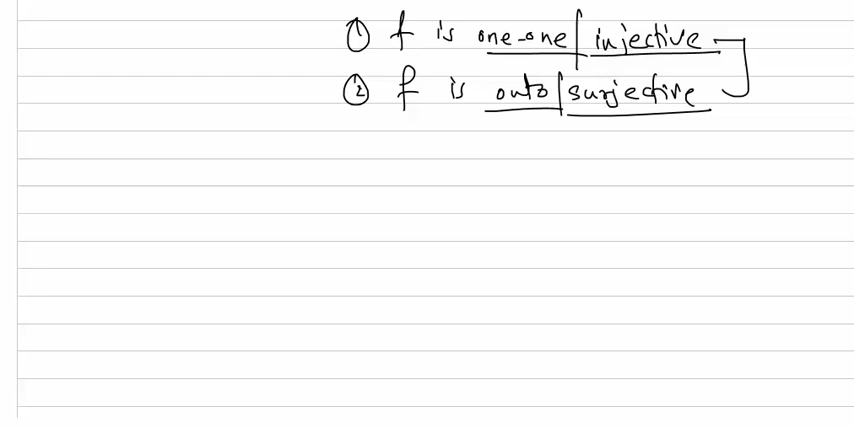 ① f is one-one | injective
② f is onto | surjective